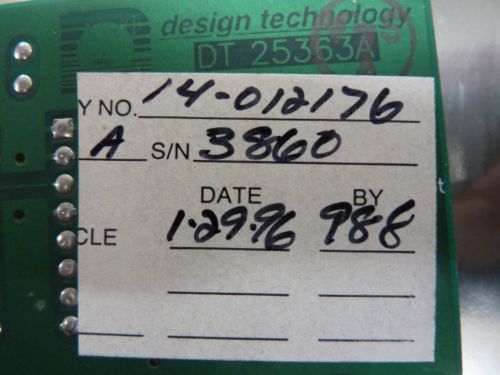 design technology
DT 25363A
Y NO. 14-012176
A S/N 3860
DATE BY
CLE 1·29·96 988